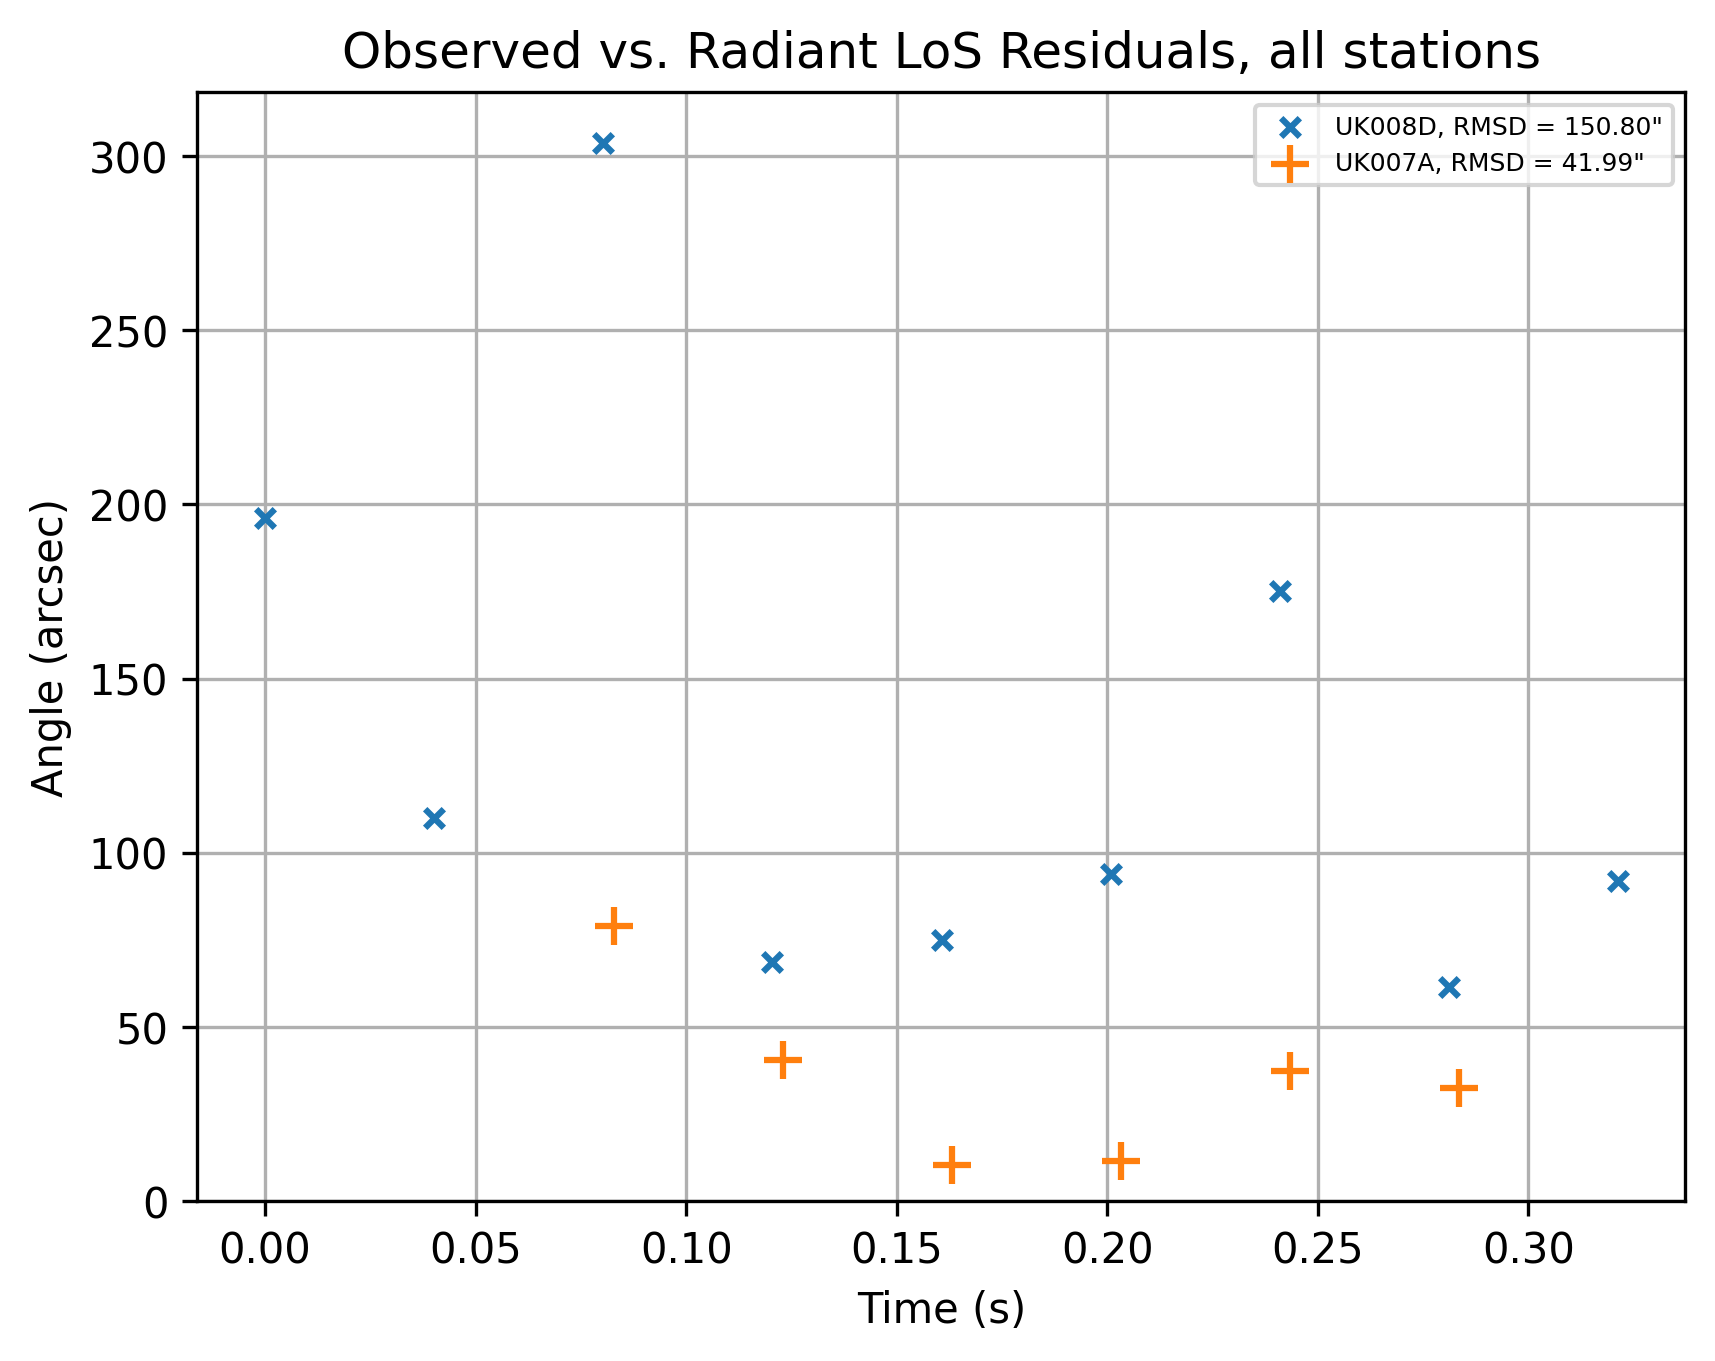 Observed vs. Radiant LoS Residuals, all stations
UK008D, RMSD = 150.80"
UK007A, RMSD = 41.99"
300
250
200
150
100
50
0
Angle (arcsec)
0.00 0.05 0.10 0.15 0.20 0.25 0.30
Time (s)